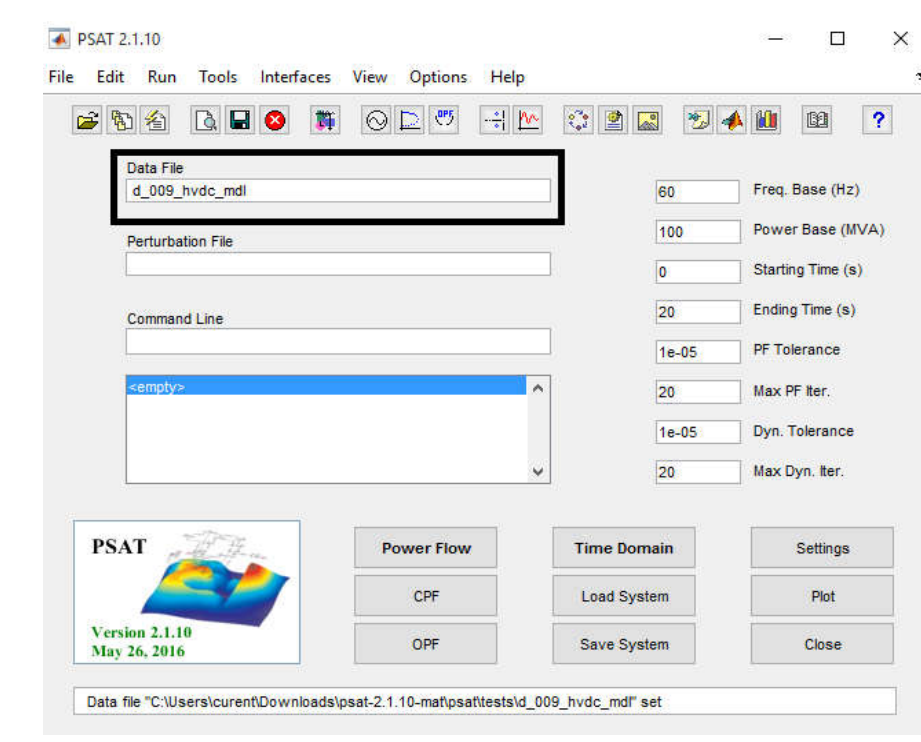 PSAT 2.1.10
File Edit Run Tools Interfaces View Options Help
OPF
?
Data File
d_009_hvdc_mdl
Perturbation File
Command Line
<empty>
60 Freq. Base (Hz)
100 Power Base (MVA)
0 Starting Time (s)
20 Ending Time (s)
1e-05 PF Tolerance
20 Max PF Iter.
1e-05 Dyn. Tolerance
20 Max Dyn. Iter.
PSAT
Version 2.1.10
May 26, 2016
Power Flow Time Domain Settings
CPF Load System Plot
OPF Save System Close
Data file "C:\Users\curent\Downloads\psat-2.1.10-mat\psat\tests\d_009_hvdc_mdl" set